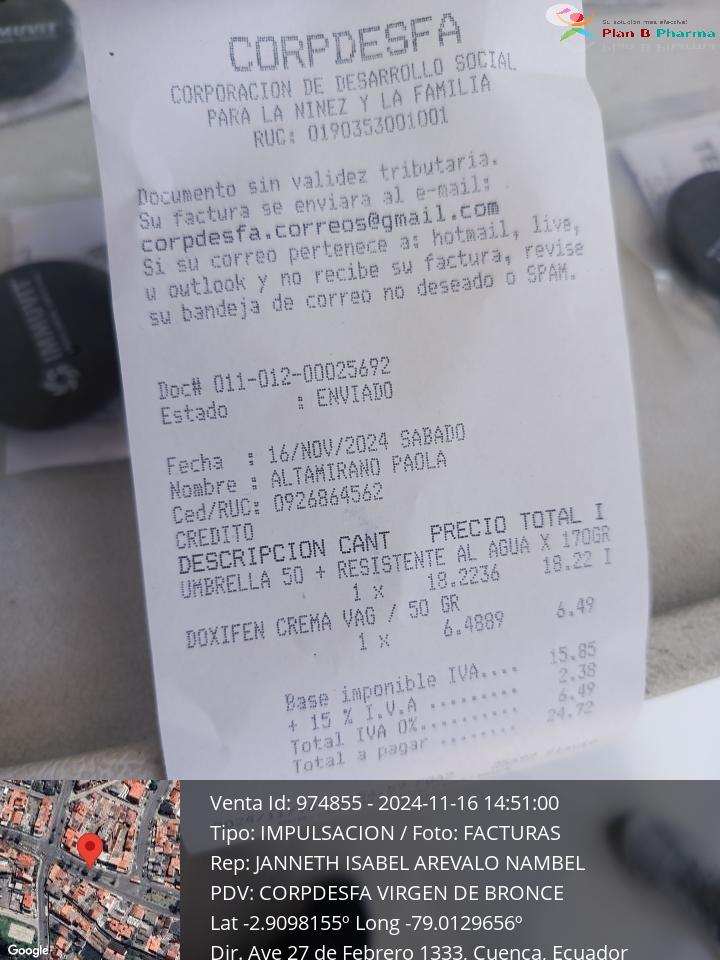 Su solución más efectiva!
Plan B Pharma
CORPDESFA
CORPORACION DE DESARROLLO SOCIAL
PARA LA NINEZ Y LA FAMILIA
RUC: 0190353001001
Documento sin validez tributaria.
Su factura se enviara al e-mail:
corpdesfa.correos@gmail.com
Si su correo pertenece a: hotmail, live,
u outlook y no recibe su factura, revise
su bandeja de correo no deseado o SPAM.
Doc# 011-012-00025692
Estado : ENVIADO
Fecha : 16/NOV/2024 SABADO
Nombre : ALTAMIRANO PAOLA
Ced/RUC: 0926864562
CREDITO
DESCRIPCION CANT PRECIO TOTAL I
UMBRELLA 50 + RESISTENTE AL AGUA X 170GR
1 x 18.2236 18.22 I
DOXIFEN CREMA VAG / 50 GR
1 x 6.4889 6.49
Base imponible IVA.... 15.85
+ 15 % I.V.A ......... 2.38
Total IVA 0%.......... 6.49
Total a pagar ........ 24.72
IMMUVIT
Venta Id: 974855 - 2024-11-16 14:51:00
Tipo: IMPULSACION / Foto: FACTURAS
Rep: JANNETH ISABEL AREVALO NAMBEL
PDV: CORPDESFA VIRGEN DE BRONCE
Lat -2.9098155º Long -79.0129656º
Dir. Ave 27 de Febrero 1333, Cuenca, Ecuador
Google